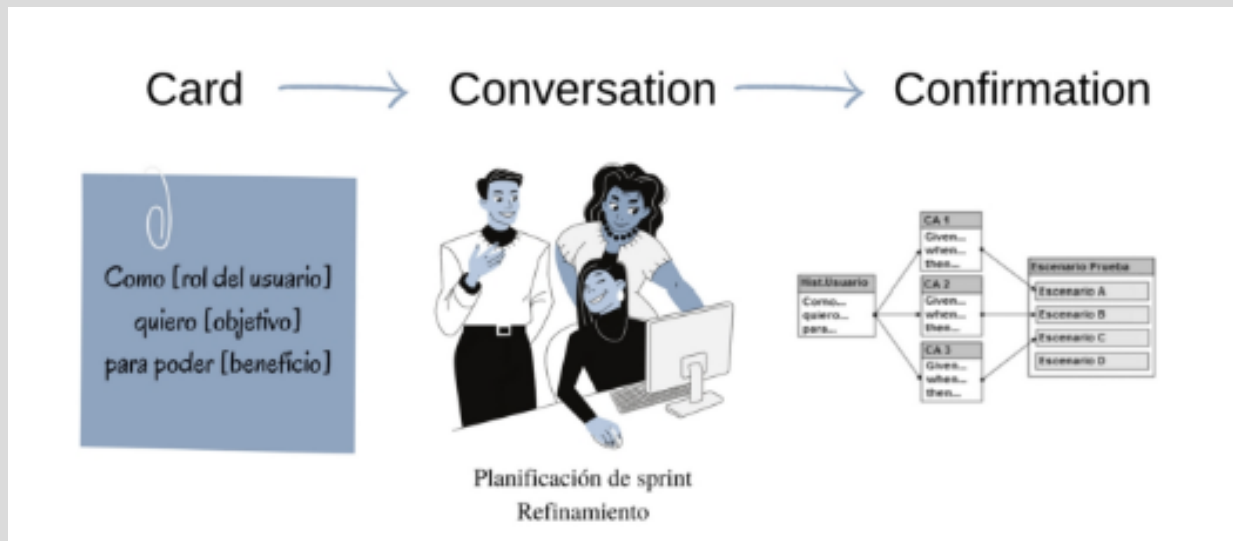 Card
Conversation
Confirmation
Como [rol del usuario]
quiero [objetivo]
para poder [beneficio]
Planificación de sprint
Refinamiento
Hist.Usuario
Como...
quiero...
para...
CA 1
Given...
when...
then...
CA 2
Given...
when...
then...
CA 3
Given...
when...
then...
Escenario Prueba
Escenario A
Escenario B
Escenario C
Escenario D